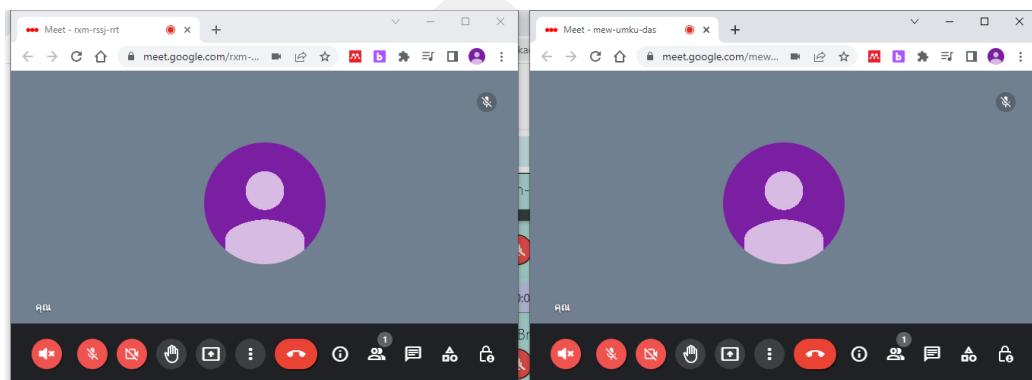 Meet - rxm-rssj-rrt
meet.google.com/rxm-...
คุณ
1
Meet - mew-umku-das
meet.google.com/mew...
คุณ
1